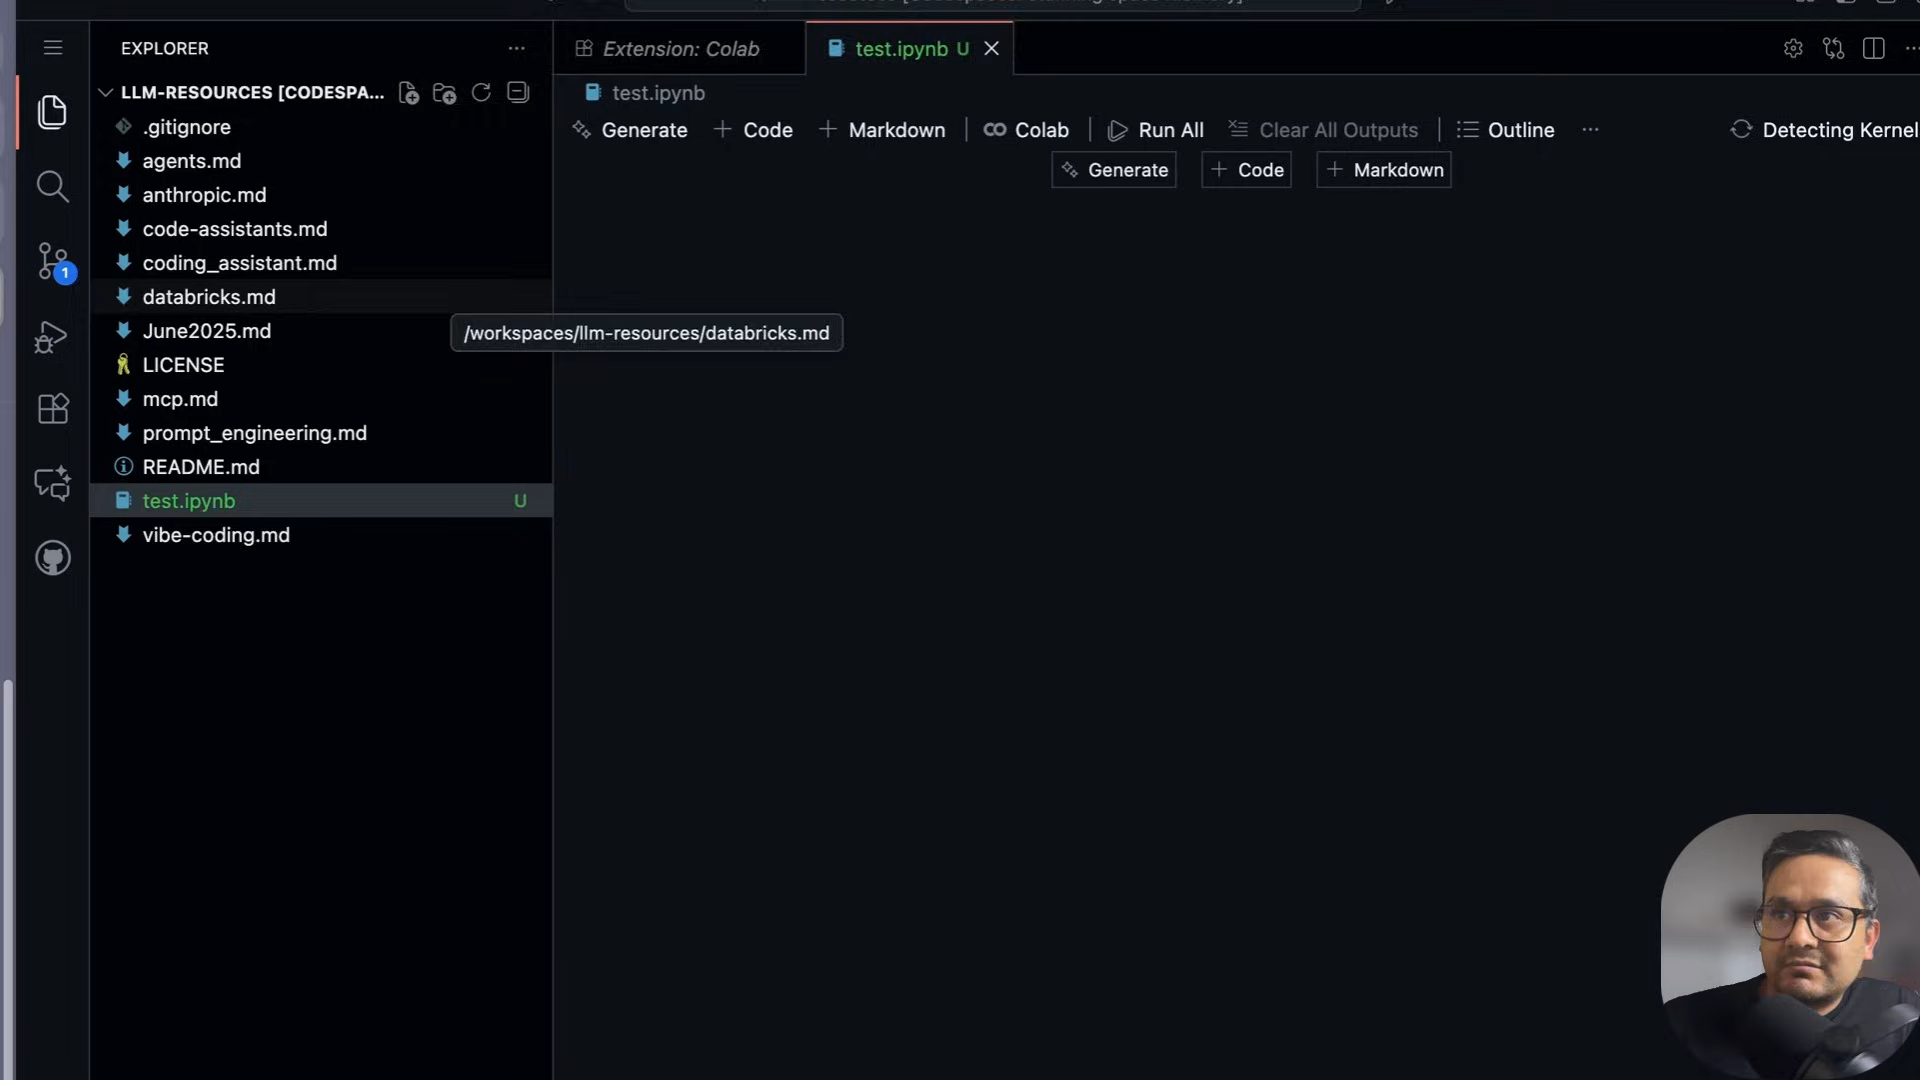 EXPLORER
LLM-RESOURCES [CODESPA...
.gitignore
agents.md
anthropic.md
code-assistants.md
coding_assistant.md
databricks.md
June2025.md
LICENSE
mcp.md
prompt_engineering.md
README.md
test.ipynb U
vibe-coding.md
1
Extension: Colab
test.ipynb U
test.ipynb
Generate
Code
Markdown
Colab
Run All
Clear All Outputs
Outline
Detecting Kernel
Generate
Code
Markdown
/workspaces/llm-resources/databricks.md